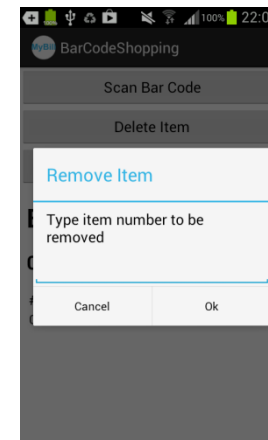 100% 22:0
MyBill BarCodeShopping
Scan Bar Code
Delete Item
Remove Item
Type item number to be
removed
Cancel Ok